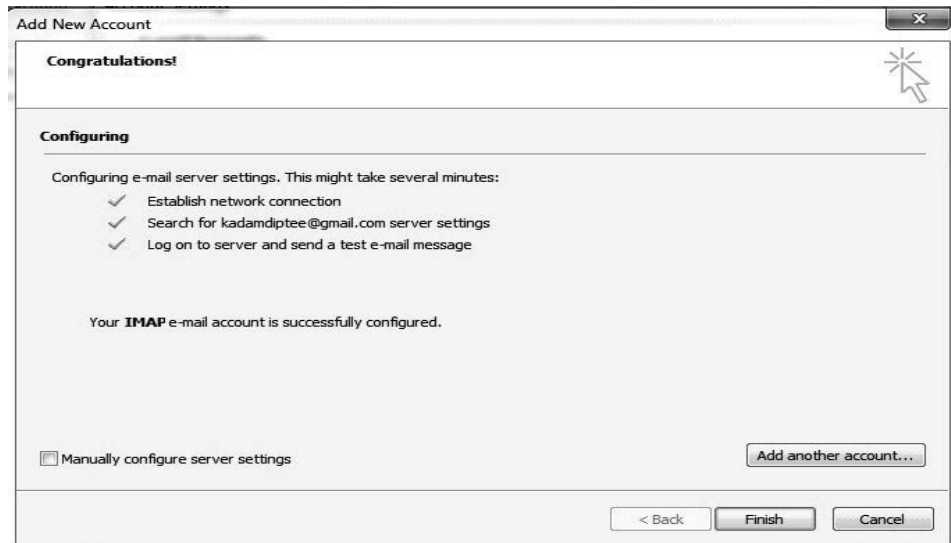 Add New Account
Congratulations!
Configuring
Configuring e-mail server settings. This might take several minutes:
Establish network connection
Search for kadamdiptee@gmail.com server settings
Log on to server and send a test e-mail message
Your IMAP e-mail account is successfully configured.
Manually configure server settings
Add another account...
< Back
Finish
Cancel